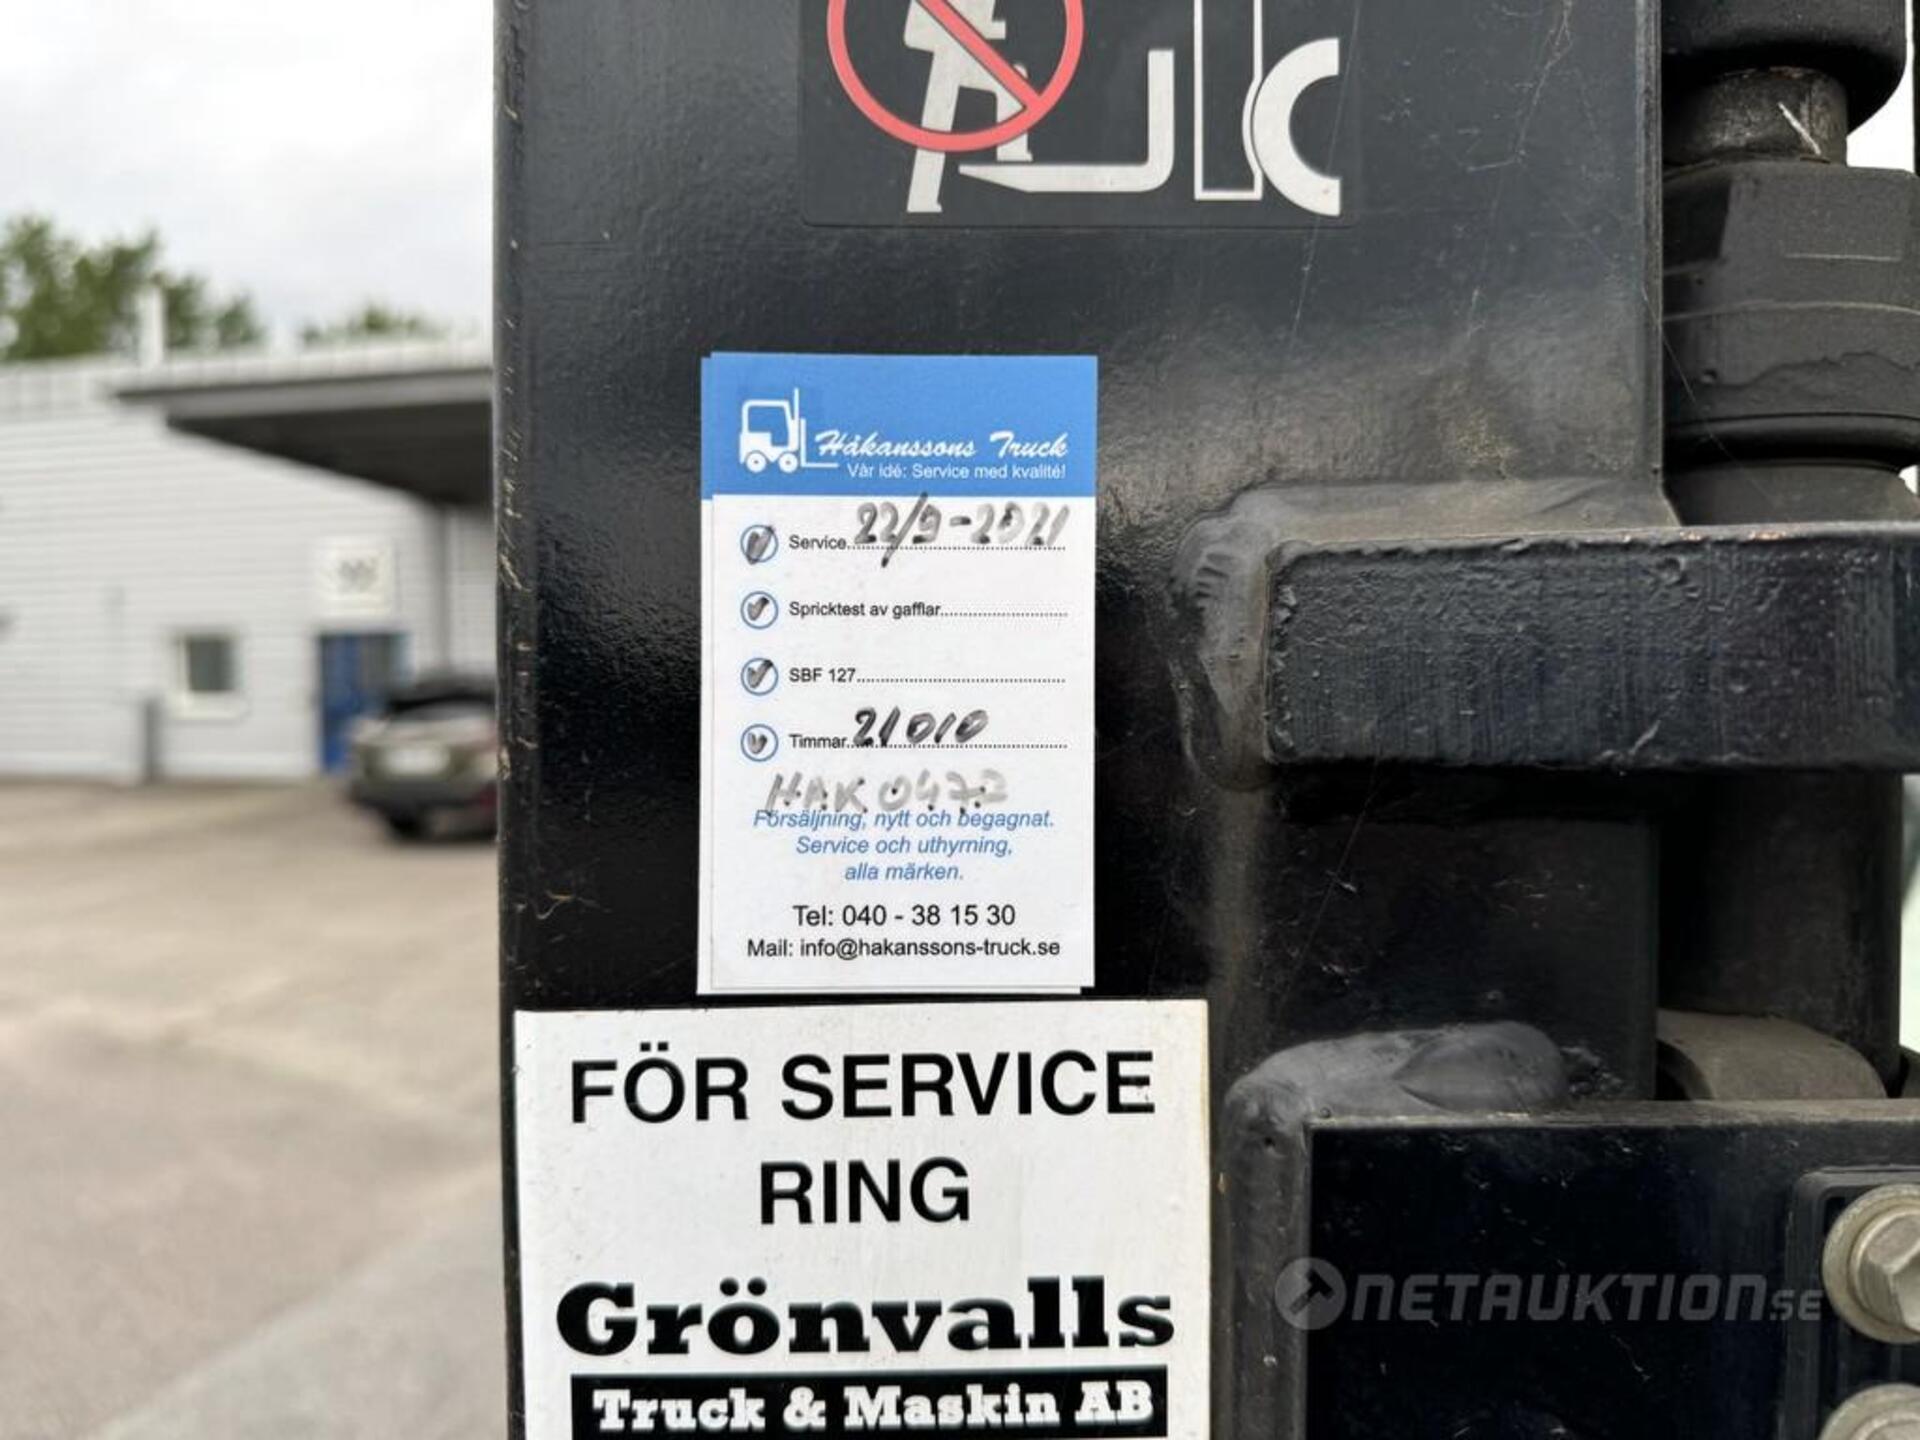 Håkanssons Truck
Vår idé: Service med kvalité!
Service 22/9-2021
Spricktest av gafflar
SBF 127
Timmar 21010
HAK 0477
Försäljning, nytt och begagnat.
Service och uthyrning,
alla märken.
Tel: 040 - 38 15 30
Mail: info@hakanssons-truck.se
FÖR SERVICE
RING
Grönvalls
Truck & Maskin AB
NETAUKTION.SE